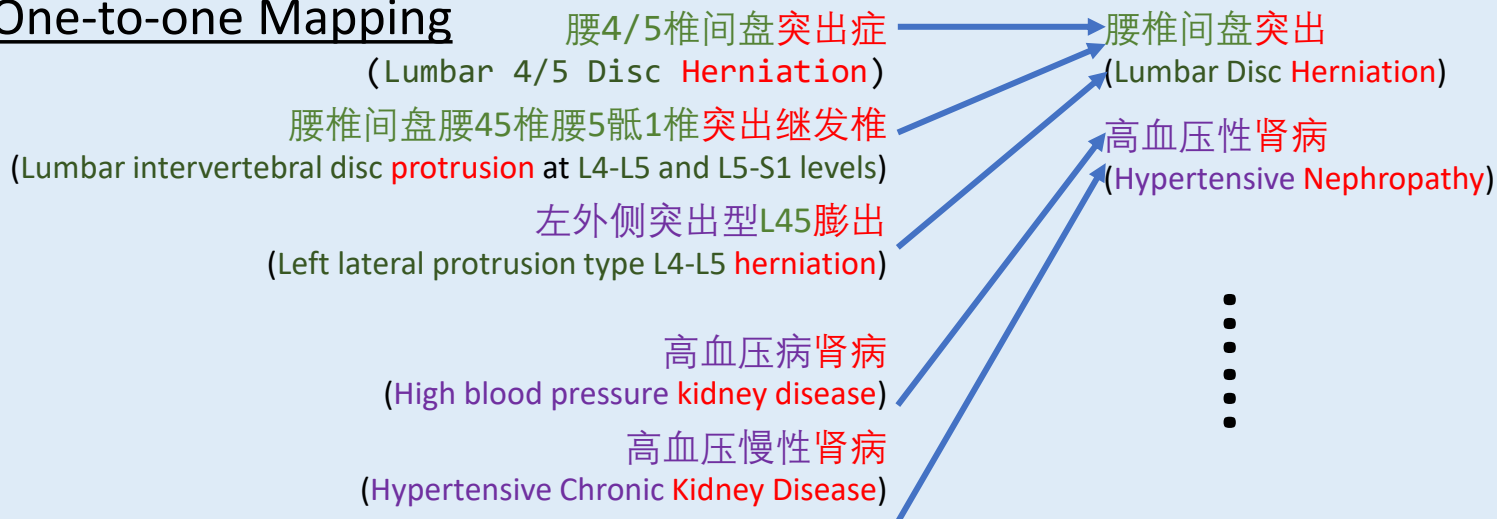 One-to-one Mapping
腰4/5椎间盘突出症
(Lumbar 4/5 Disc Herniation)
腰椎间盘腰45椎腰5骶1椎突出继发椎
(Lumbar intervertebral disc protrusion at L4-L5 and L5-S1 levels)
左外侧突出型L45膨出
(Left lateral protrusion type L4-L5 herniation)
高血压病肾病
(High blood pressure kidney disease)
高血压慢性肾病
(Hypertensive Chronic Kidney Disease)
腰椎间盘突出
(Lumbar Disc Herniation)
高血压性肾病
(Hypertensive Nephropathy)